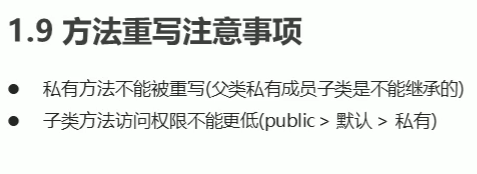 1.9 方法重写注意事项
● 私有方法不能被重写(父类私有成员子类是不能继承的)
● 子类方法访问权限不能更低(public > 默认 > 私有)